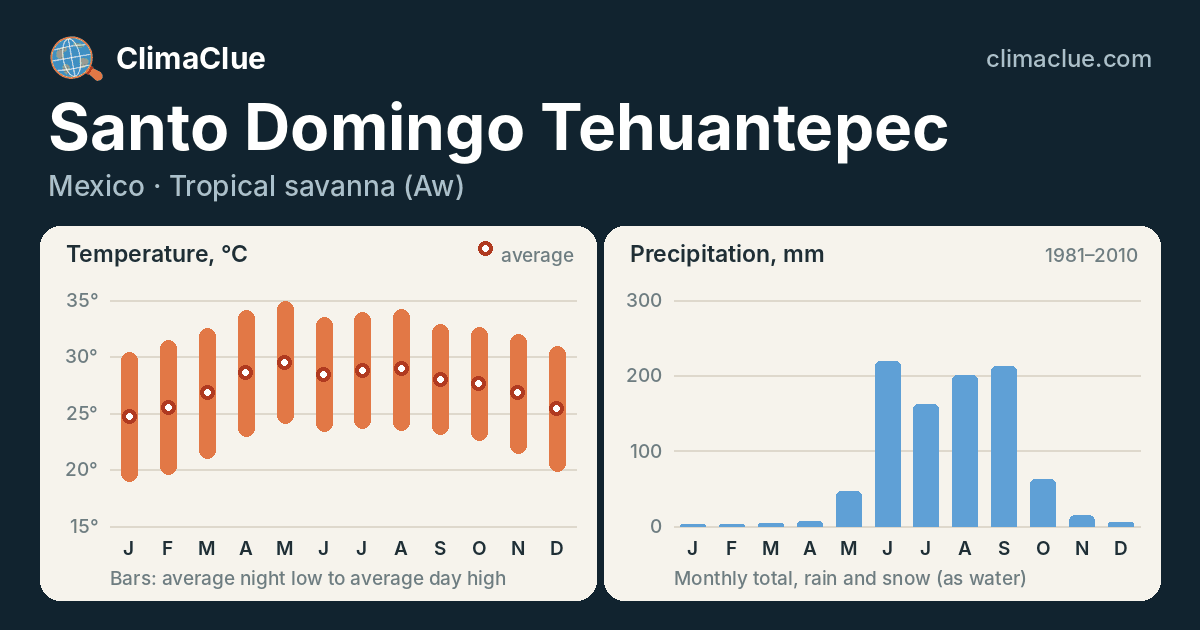 ClimaClue
climaclue.com
Santo Domingo Tehuantepec
Mexico · Tropical savanna (Aw)
Temperature, °C
average
35°
30°
25°
20°
15°
J F M A M J J A S O N D
Bars: average night low to average day high
Precipitation, mm
1981–2010
300
200
100
0
J F M A M J J A S O N D
Monthly total, rain and snow (as water)